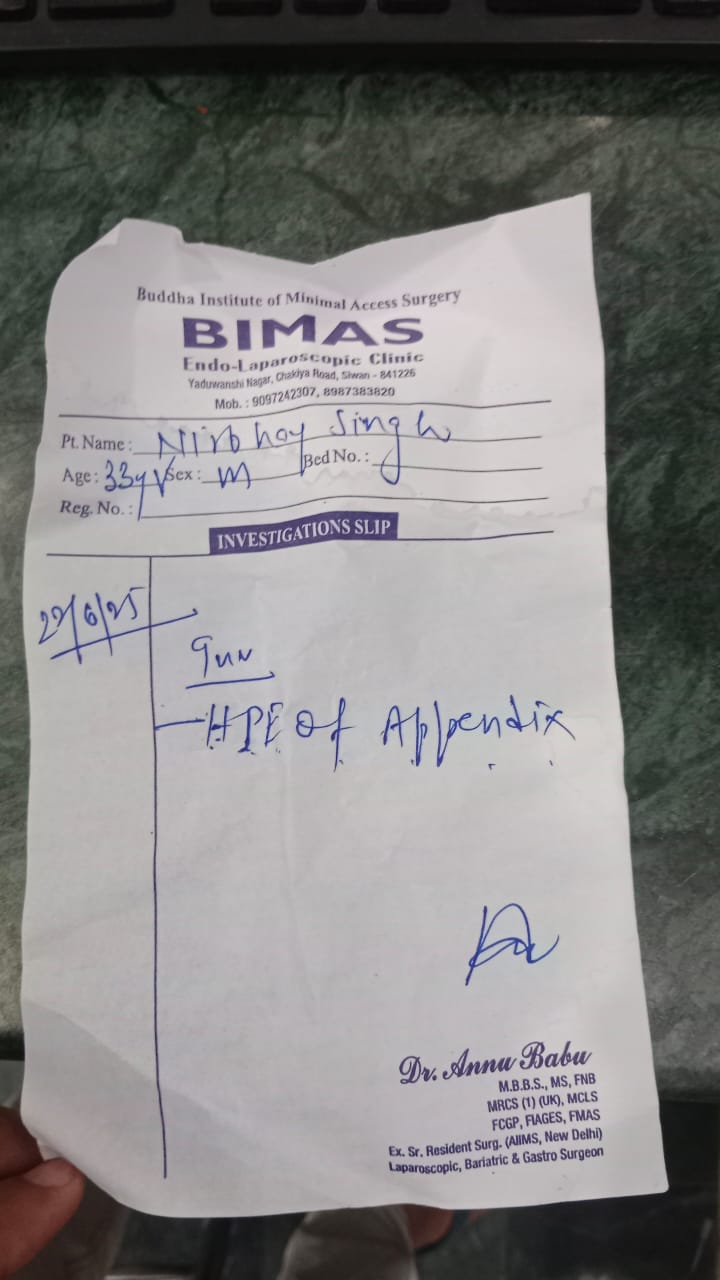 Buddha Institute of Minimal Access Surgery
BIMAS
Endo-Laparoscopic Clinic
Yaduwanshi Nagar, Chakiya Road, Siwan - 841226
Mob. : 9097242307, 8987383820
Pt. Name : Nirbhay Singh
Age : 33yr Sex : M Bed No. :
Reg. No. :
INVESTIGATIONS SLIP
/6/25
HPE Of Appendix
Dr. Annu Babu
M.B.B.S., MS, FNB
MRCS (1) (UK), MCLS
FCGP, FIAGES, FMAS
Ex. Sr. Resident Surg. (AIIMS, New Delhi)
Laparoscopic, Bariatric & Gastro Surgeon